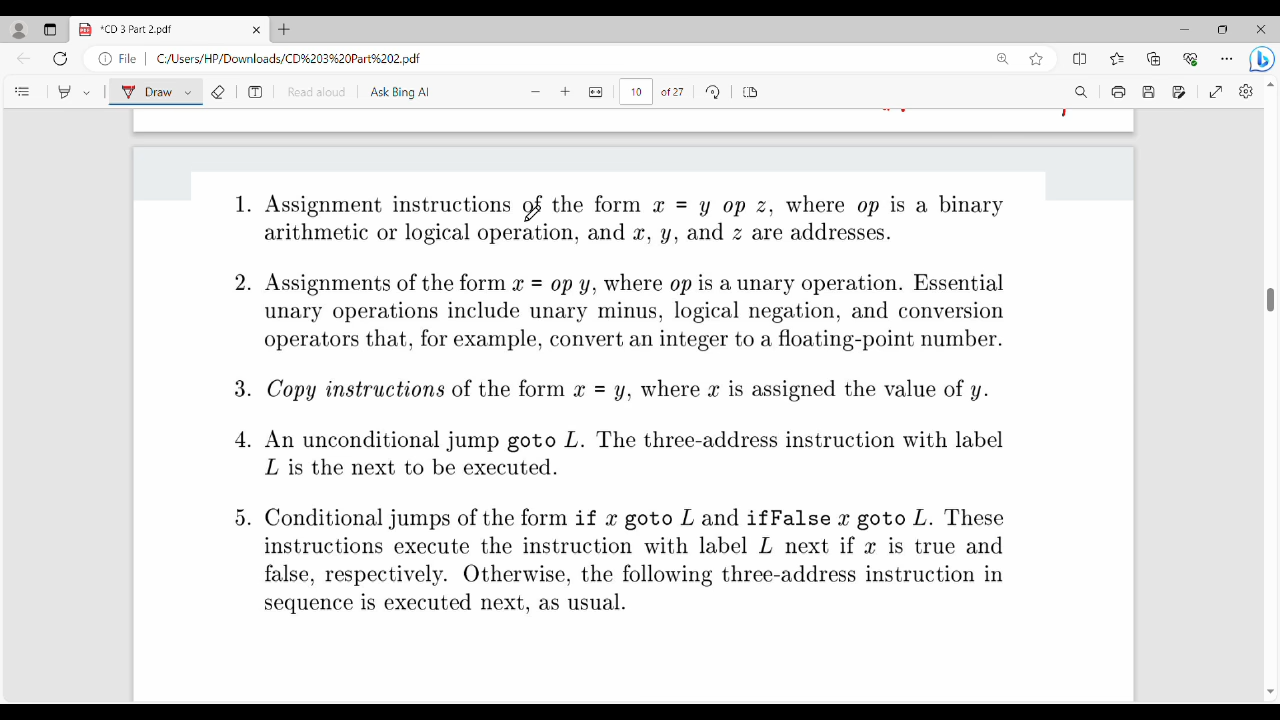 *CD 3 Part 2.pdf
File
C:/Users/HP/Downloads/CD%203%20Part%202.pdf
Draw
Read aloud
Ask Bing AI
10
of 27
1. Assignment instructions of the form x = y op z, where op is a binary
arithmetic or logical operation, and x, y, and z are addresses.
2. Assignments of the form x = op y, where op is a unary operation. Essential
unary operations include unary minus, logical negation, and conversion
operators that, for example, convert an integer to a floating-point number.
3. Copy instructions of the form x = y, where x is assigned the value of y.
4. An unconditional jump goto L. The three-address instruction with label
L is the next to be executed.
5. Conditional jumps of the form if x goto L and ifFalse x goto L. These
instructions execute the instruction with label L next if x is true and
false, respectively. Otherwise, the following three-address instruction in
sequence is executed next, as usual.